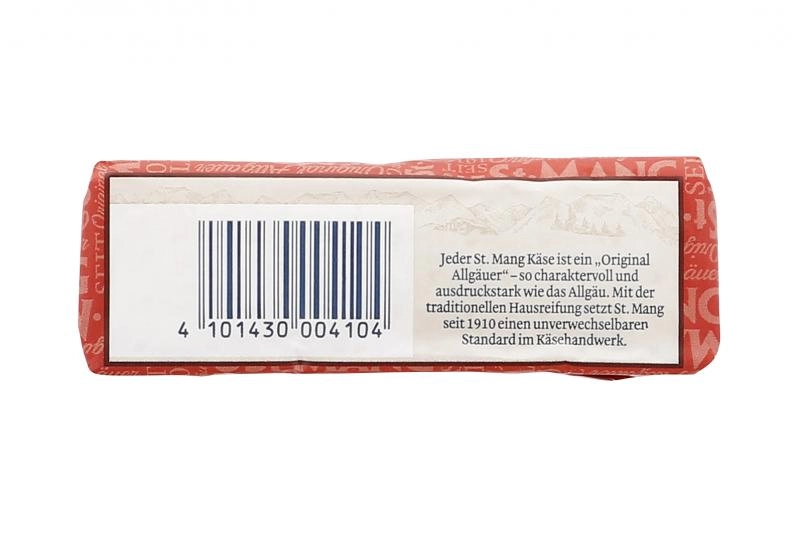 Jeder St. Mang Käse ist ein „Original
Allgäuer“ – so charaktervoll und
ausdruckstark wie das Allgäu. Mit der
traditionellen Hausreifung setzt St. Mang
seit 1910 einen unverwechselbaren
Standard im Käsehandwerk.
4 101430 004104